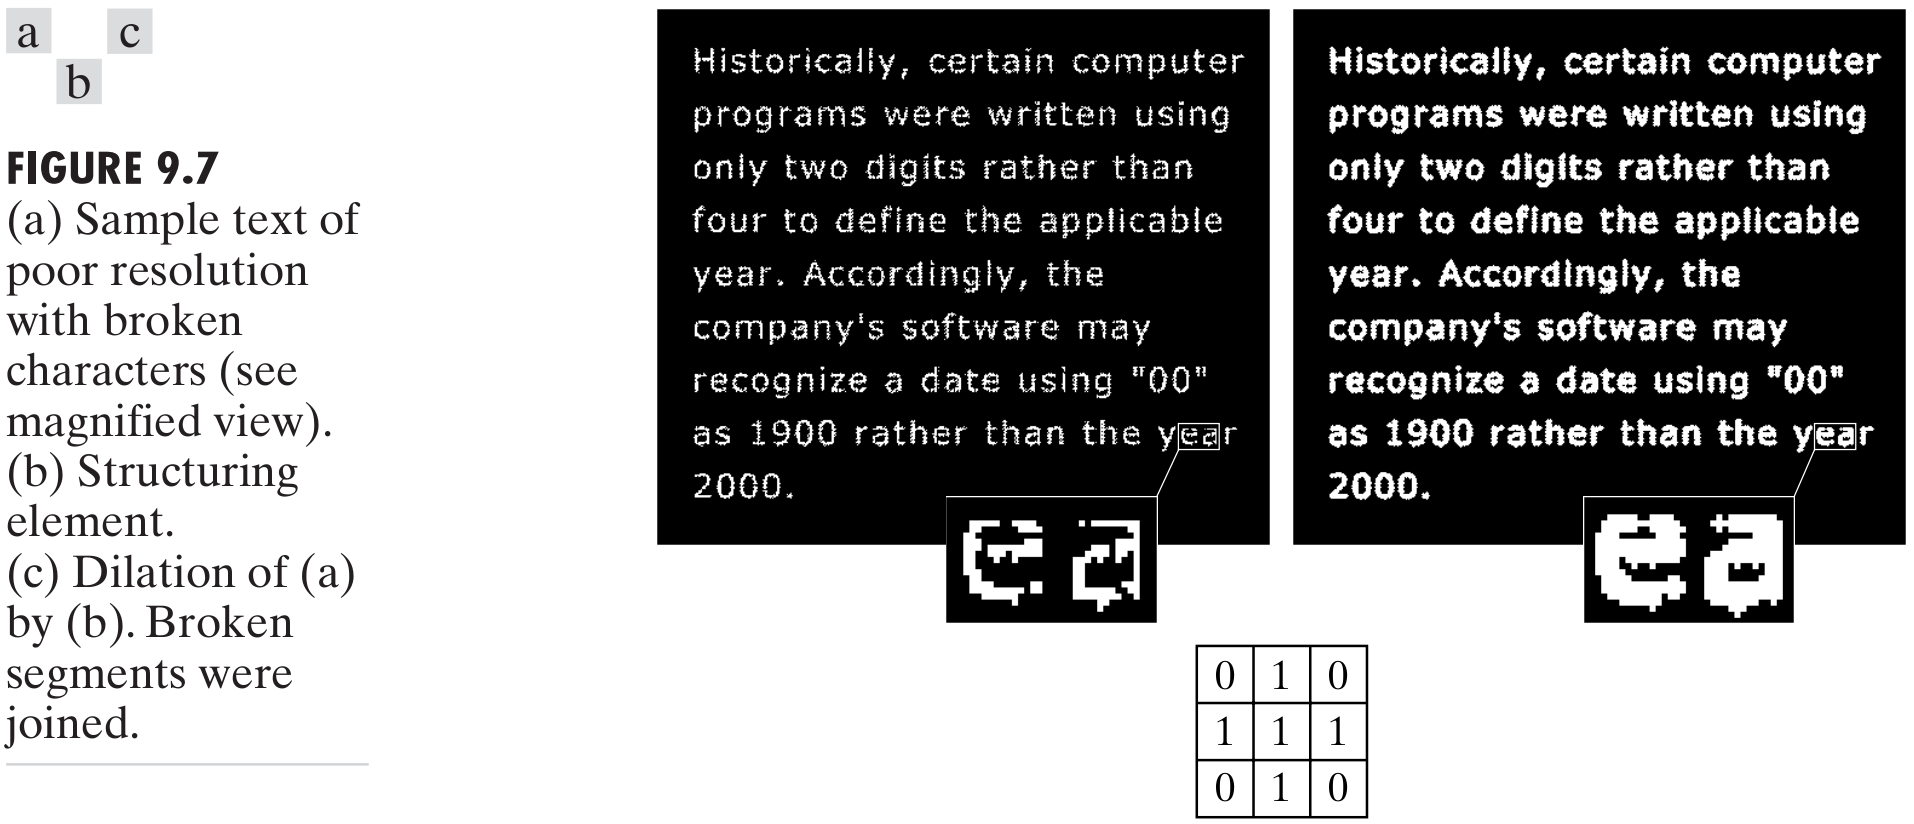 a c
b
FIGURE 9.7
(a) Sample text of
poor resolution
with broken
characters (see
magnified view).
(b) Structuring
element.
(c) Dilation of (a)
by (b). Broken
segments were
joined.
Historically, certain computer
programs were written using
only two digits rather than
four to define the applicable
year. Accordingly, the
company's software may
recognize a date using "00"
as 1900 rather than the year
2000.
ea
Historically, certain computer
programs were written using
only two digits rather than
four to define the applicable
year. Accordingly, the
company's software may
recognize a date using "00"
as 1900 rather than the year
2000.
ea
0 1 0
1 1 1
0 1 0